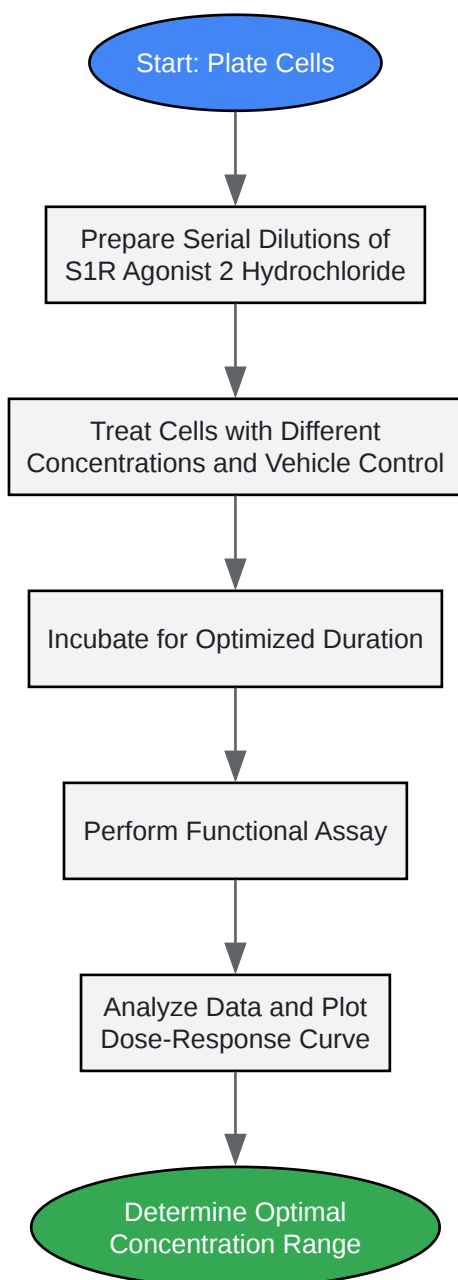 Start: Plate Cells
Prepare Serial Dilutions of
S1R Agonist 2 Hydrochloride
Treat Cells with Different
Concentrations and Vehicle Control
Incubate for Optimized Duration
Perform Functional Assay
Analyze Data and Plot
Dose-Response Curve
Determine Optimal
Concentration Range